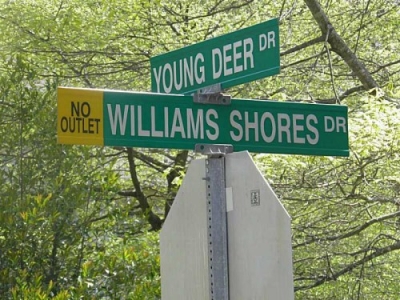 YOUNG DEER DR
NO
OUTLET
WILLIAMS SHORES DR